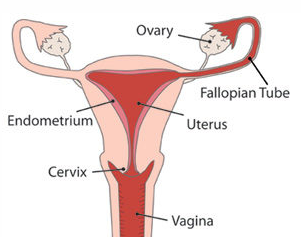 Ovary
Fallopian Tube
Endometrium
Uterus
Cervix
Vagina